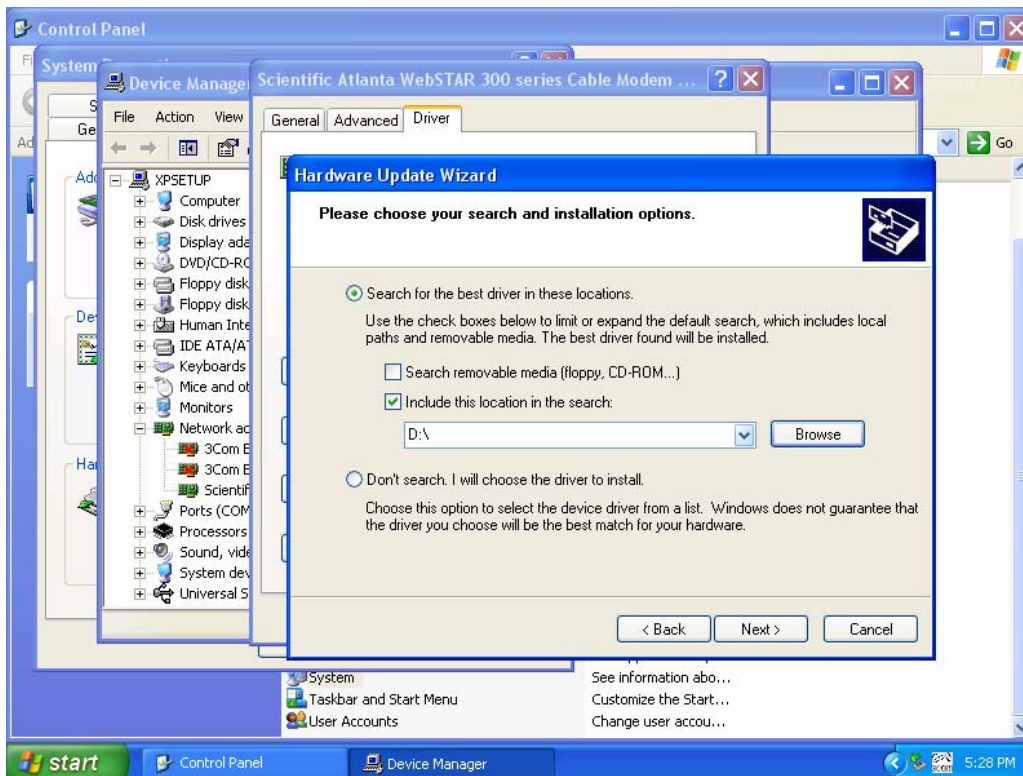 Control Panel
System
Device Manage
Scientific Atlanta WebSTAR 300 series Cable Modem ...
File Action View
General Advanced Driver
Ge
Go
Hardware Update Wizard
Please choose your search and installation options.
XPSETUP
Computer
Disk drives
Display ada
DVD/CD-RO
Floppy disk
Floppy disk
Human Inte
IDE ATA/AT
Keyboards
Mice and ot
Monitors
Network ac
3Com E
3Com E
Scientif
Ports (COM
Processors
Sound, vide
System dev
Universal S
Search for the best driver in these locations.
Use the check boxes below to limit or expand the default search, which includes local
paths and removable media. The best driver found will be installed.
Search removable media (floppy, CD-ROM...)
Include this location in the search:
D:\
Browse
Don't search. I will choose the driver to install.
Choose this option to select the device driver from a list. Windows does not guarantee that
the driver you choose will be the best match for your hardware.
< Back Next > Cancel
System See information abo...
Taskbar and Start Menu Customize the Start...
User Accounts Change user accou...
start Control Panel Device Manager 5:28 PM